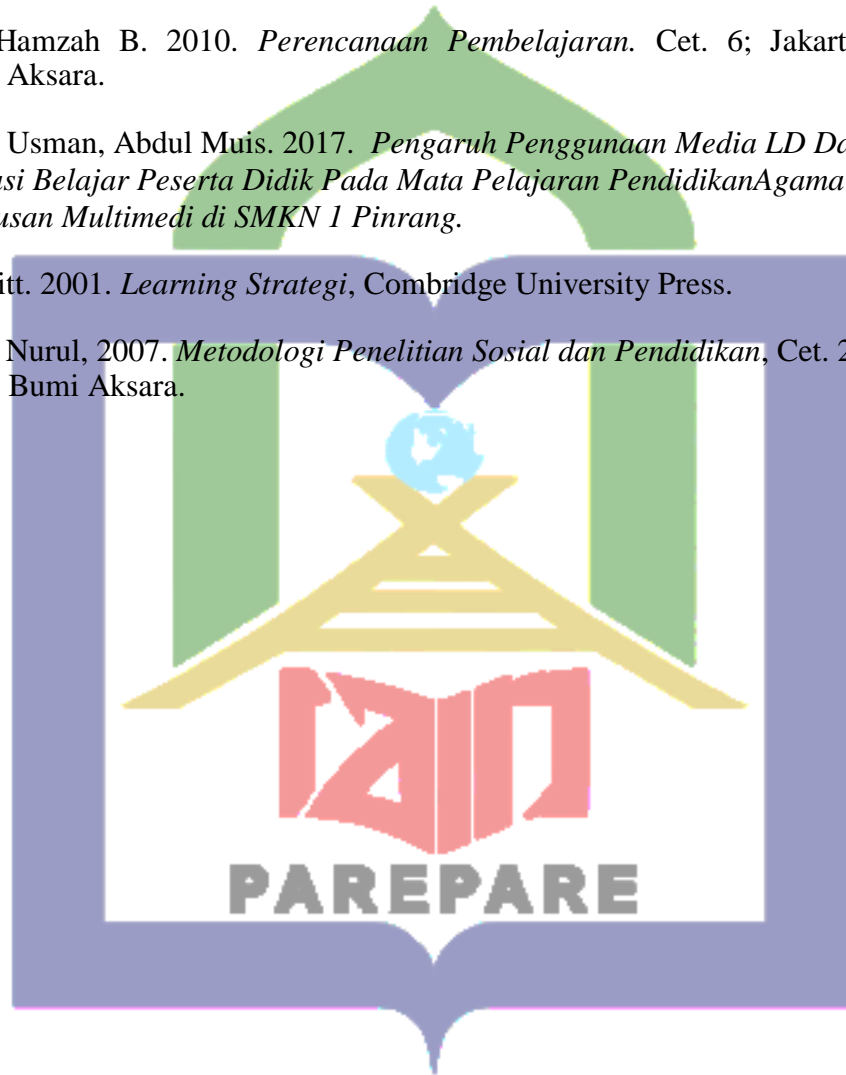 Hamzah B. 2010. Perencanaan Pembelajaran. Cet. 6; Jakart
Aksara.
Usman, Abdul Muis. 2017. Pengaruh Penggunaan Media LD Da
asi Belajar Peserta Didik Pada Mata Pelajaran PendidikanAgama
usan Multimedi di SMKN 1 Pinrang.
itt. 2001. Learning Strategi, Combridge University Press.
Nurul, 2007. Metodologi Penelitian Sosial dan Pendidikan, Cet. 2
Bumi Aksara.
iain
PAREPARE